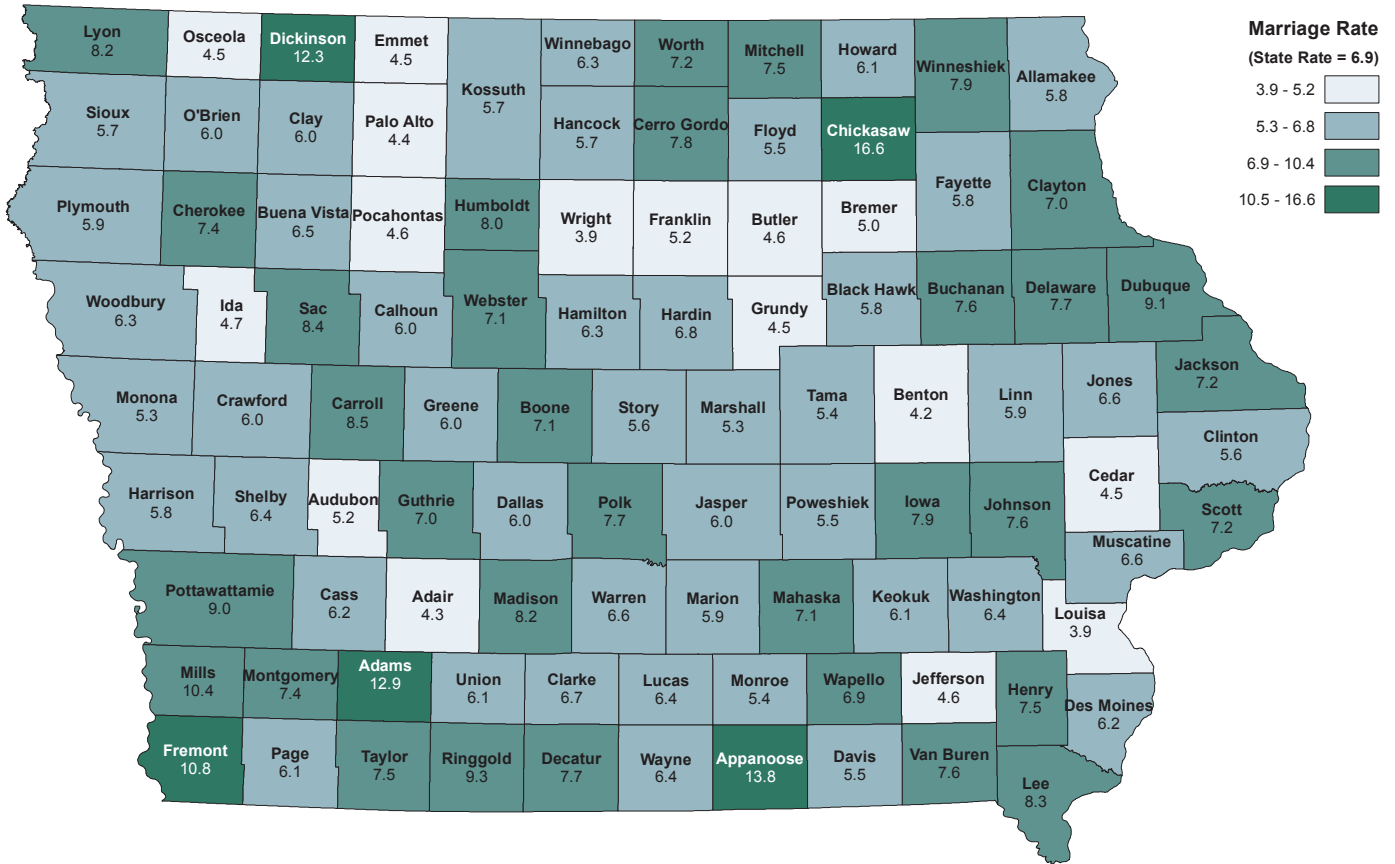 Marriage Rate
(State Rate = 6.9)
3.9 - 5.2
5.3 - 6.8
6.9 - 10.4
10.5 - 16.6
Lyon
8.2
Osceola
4.5
Dickinson
12.3
Emmet
4.5
Kossuth
5.7
Winnebago
6.3
Worth
7.2
Mitchell
7.5
Howard
6.1
Winneshiek
7.9
Allamakee
5.8
Sioux
5.7
O'Brien
6.0
Clay
6.0
Palo Alto
4.4
Hancock
5.7
Cerro Gordo
7.8
Floyd
5.5
Chickasaw
16.6
Fayette
5.8
Clayton
7.0
Plymouth
5.9
Cherokee
7.4
Buena Vista
6.5
Pocahontas
4.6
Humboldt
8.0
Wright
3.9
Franklin
5.2
Butler
4.6
Bremer
5.0
Woodbury
6.3
Ida
4.7
Sac
8.4
Calhoun
6.0
Webster
7.1
Hamilton
6.3
Hardin
6.8
Grundy
4.5
Black Hawk
5.8
Buchanan
7.6
Delaware
7.7
Dubuque
9.1
Monona
5.3
Crawford
6.0
Carroll
8.5
Greene
6.0
Boone
7.1
Story
5.6
Marshall
5.3
Tama
5.4
Benton
4.2
Linn
5.9
Jones
6.6
Jackson
7.2
Clinton
5.6
Harrison
5.8
Shelby
6.4
Audubon
5.2
Guthrie
7.0
Dallas
6.0
Polk
7.7
Jasper
6.0
Poweshiek
5.5
Iowa
7.9
Johnson
7.6
Cedar
4.5
Scott
7.2
Muscatine
6.6
Pottawattamie
9.0
Cass
6.2
Adair
4.3
Madison
8.2
Warren
6.6
Marion
5.9
Mahaska
7.1
Keokuk
6.1
Washington
6.4
Louisa
3.9
Mills
10.4
Montgomery
7.4
Adams
12.9
Union
6.1
Clarke
6.7
Lucas
6.4
Monroe
5.4
Wapello
6.9
Jefferson
4.6
Henry
7.5
Des Moines
6.2
Fremont
10.8
Page
6.1
Taylor
7.5
Ringgold
9.3
Decatur
7.7
Wayne
6.4
Appanoose
13.8
Davis
5.5
Van Buren
7.6
Lee
8.3